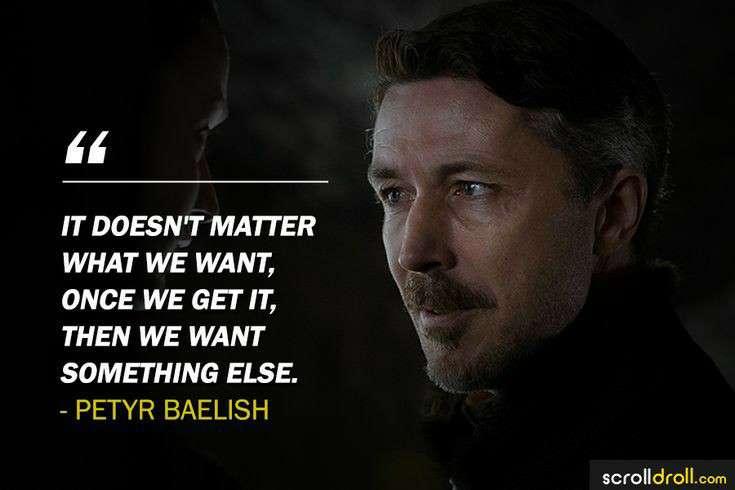 “
IT DOESN'T MATTER
WHAT WE WANT,
ONCE WE GET IT,
THEN WE WANT
SOMETHING ELSE.
- PETYR BAELISH
scrolldroll.com